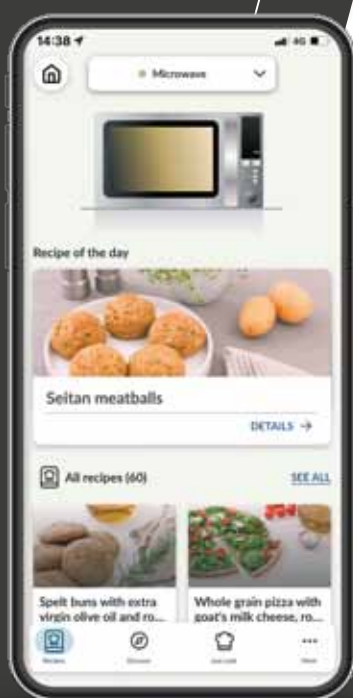 14:38
4G
Microwave
Recipe of the day
Seitan meatballs
DETAILS →
All recipes (60)
SEE ALL
Spelt buns with extra
virgin olive oil and ro...
Whole grain pizza with
goat's milk cheese, ro...
Recipes
Discover
More